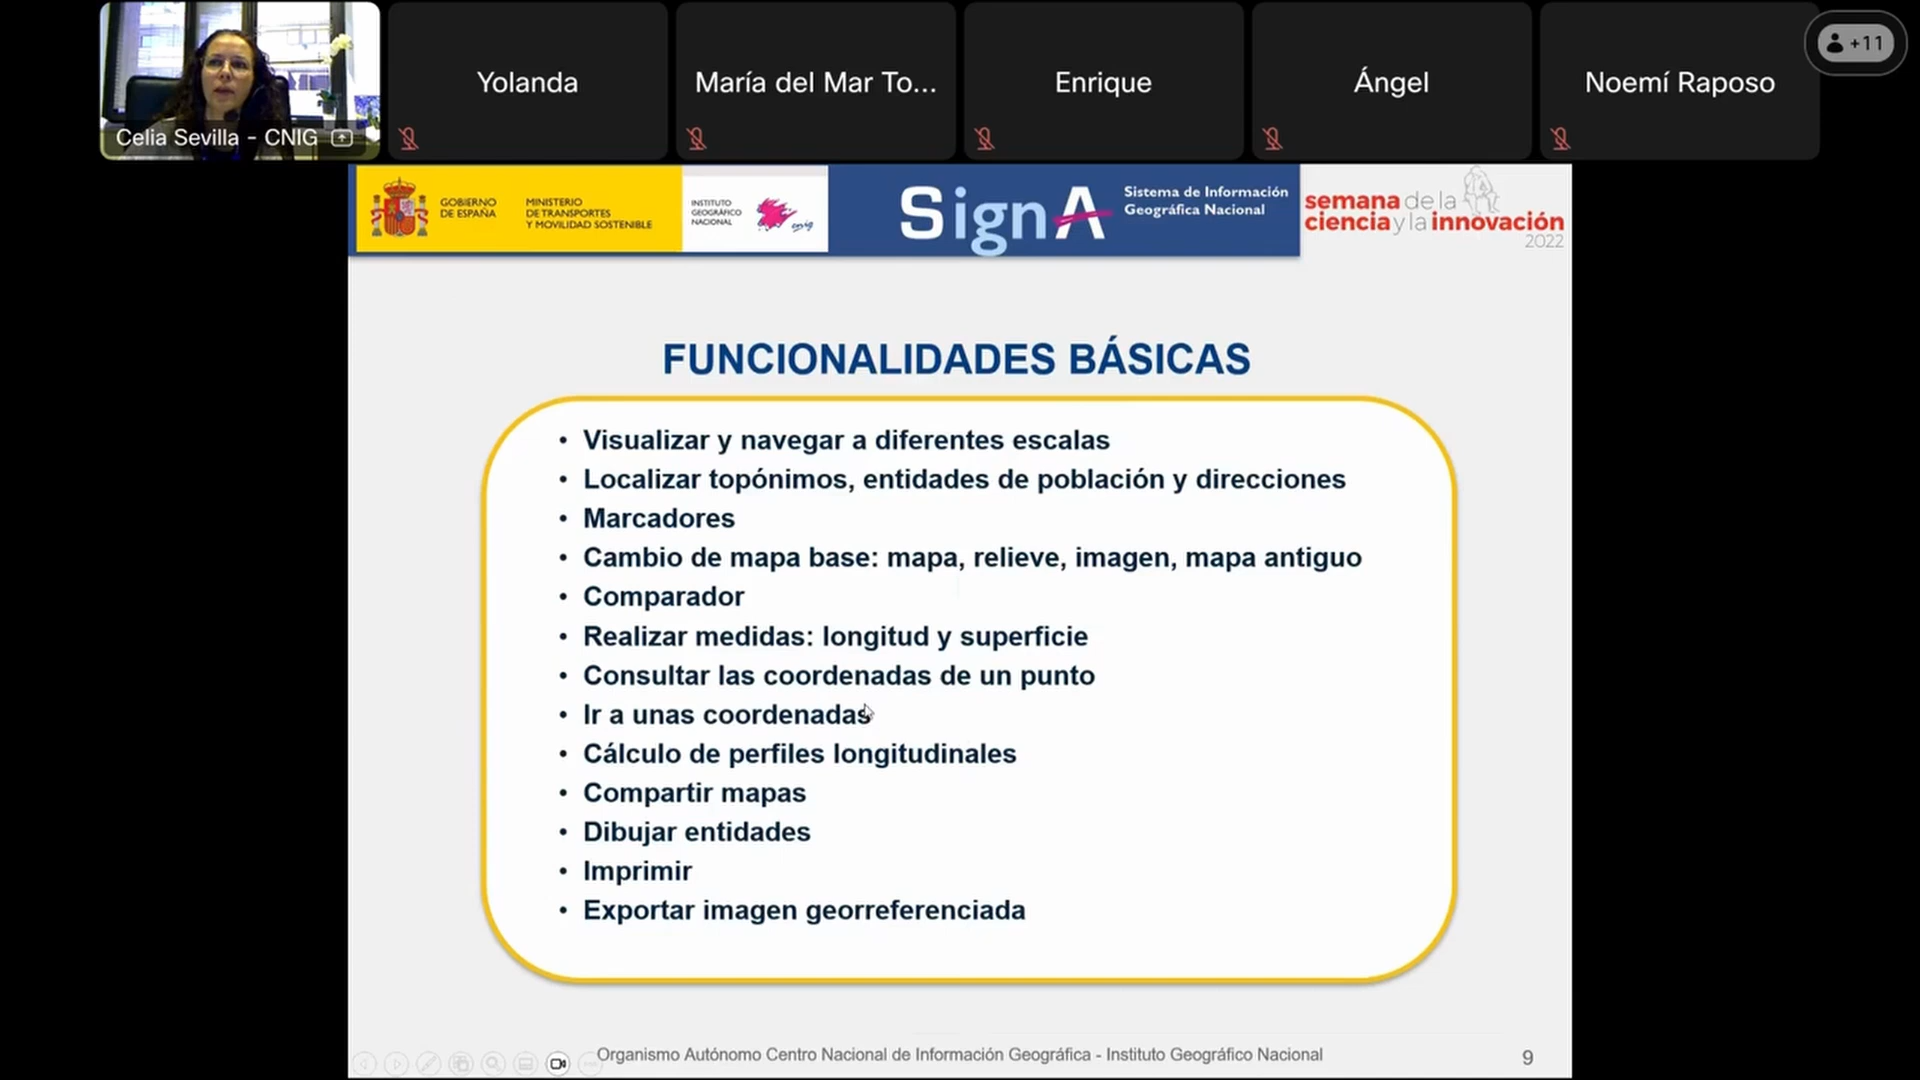 Celia Sevilla - CNIG
Yolanda
María del Mar To...
Enrique
Ángel
Noemí Raposo
+11
GOBIERNO
DE ESPAÑA
MINISTERIO
DE TRANSPORTES
Y MOVILIDAD SOSTENIBLE
INSTITUTO
GEOGRÁFICO
NACIONAL
cnig
SignA
Sistema de Información
Geográfica Nacional
semana de la
ciencia y la innovación
2022
FUNCIONALIDADES BÁSICAS
• Visualizar y navegar a diferentes escalas
• Localizar topónimos, entidades de población y direcciones
• Marcadores
• Cambio de mapa base: mapa, relieve, imagen, mapa antiguo
• Comparador
• Realizar medidas: longitud y superficie
• Consultar las coordenadas de un punto
• Ir a unas coordenadas
• Cálculo de perfiles longitudinales
• Compartir mapas
• Dibujar entidades
• Imprimir
• Exportar imagen georreferenciada
Organismo Autónomo Centro Nacional de Información Geográfica - Instituto Geográfico Nacional
9